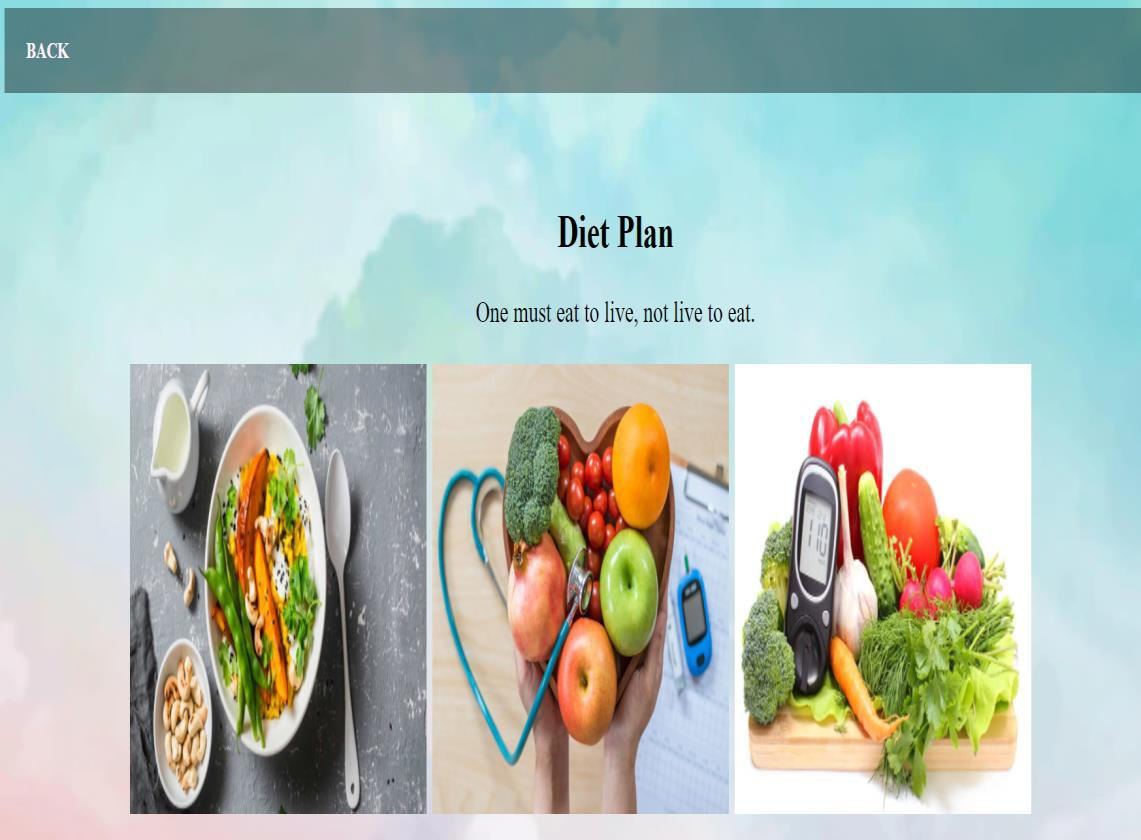 BACK
Diet Plan
One must eat to live, not live to eat.
110